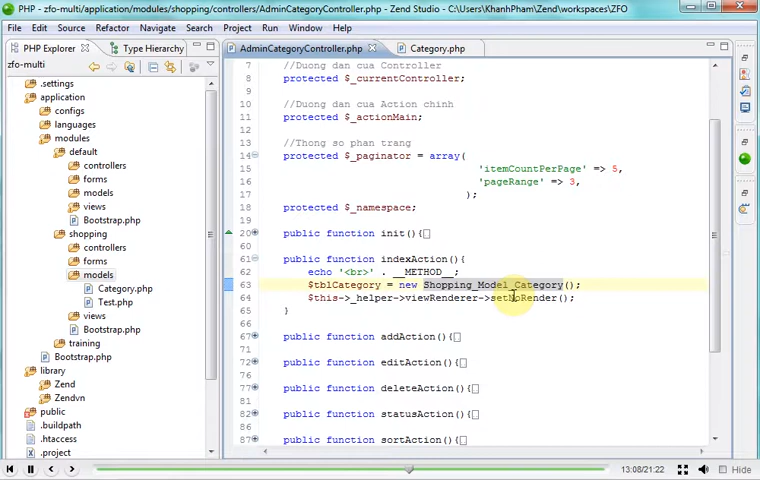 PHP - zfo-multi/application/modules/shopping/controllers/AdminCategoryController.php - Zend Studio - C:\Users\KhanhPham\Zend\workspaces\ZFO
File Edit Source Refactor Navigate Search Project Run Window Help
PHP Explorer Type Hierarchy
AdminCategoryController.php Category.php
zfo-multi
.settings
application
configs
languages
modules
default
controllers
forms
models
views
Bootstrap.php
shopping
controllers
forms
models
Category.php
Test.php
views
Bootstrap.php
training
Bootstrap.php
library
Zend
Zendvn
public
.buildpath
.htaccess
.project
7 //Duong dan cua Controller
8 protected $_currentController;
9
10 //Duong dan cua Action chinh
11 protected $_actionMain;
12
13 //Thong so phan trang
14 protected $_paginator = array(
15 'itemCountPerPage' => 5,
16 'pageRange' => 3,
17 );
18 protected $_namespace;
19
20 public function init(){
60
61 public function indexAction(){
62 echo '<br>' . __METHOD__;
63 $tblCategory = new Shopping_Model_Category();
64 $this->_helper->viewRenderer->setNoRender();
65 }
66
67 public function addAction(){
71
72 public function editAction(){
76
77 public function deleteAction(){
81
82 public function statusAction(){
86
87 public function sortAction(){
13:08/21:22 Hide